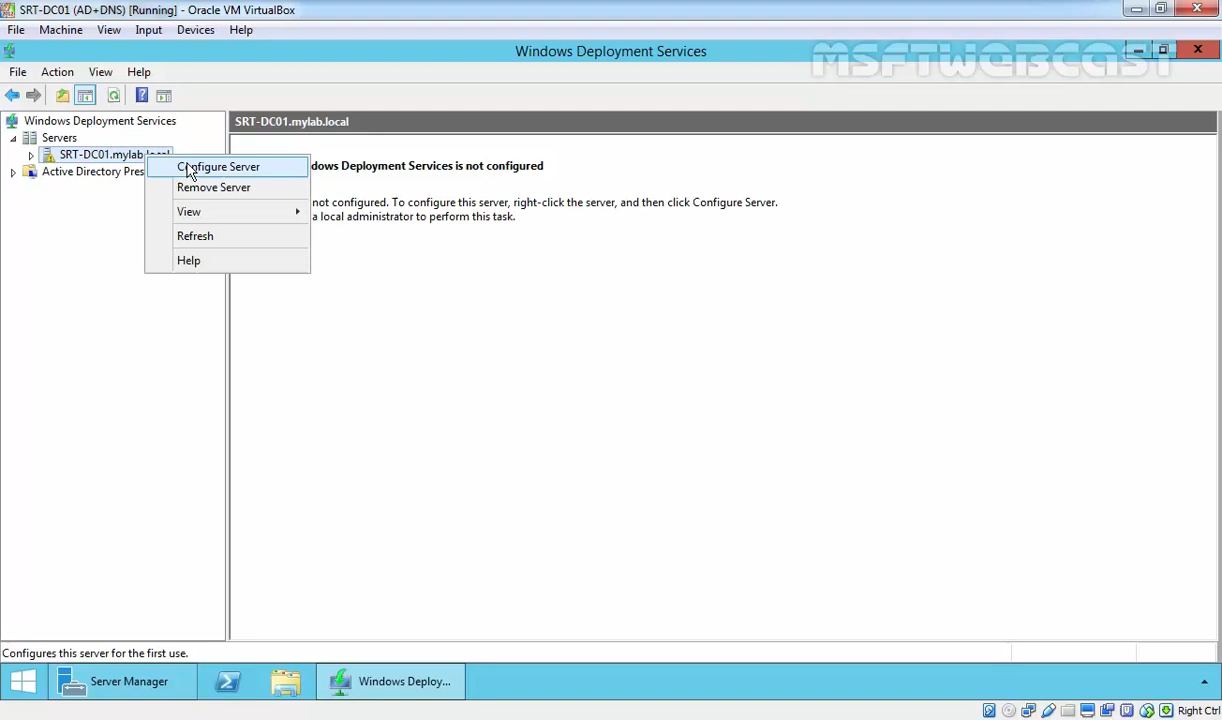 SRT-DC01 (AD+DNS) [Running] - Oracle VM VirtualBox
File Machine View Input Devices Help
Windows Deployment Services
MSFTWEBCAST
File Action View Help
Windows Deployment Services
Servers
SRT-DC01.mylab.local
Active Directory Pres
SRT-DC01.mylab.local
Configure Server
Remove Server
View
Refresh
Help
dows Deployment Services is not configured
not configured. To configure this server, right-click the server, and then click Configure Server.
a local administrator to perform this task.
Configures this server for the first use.
Server Manager
Windows Deploy...
Right Ctrl